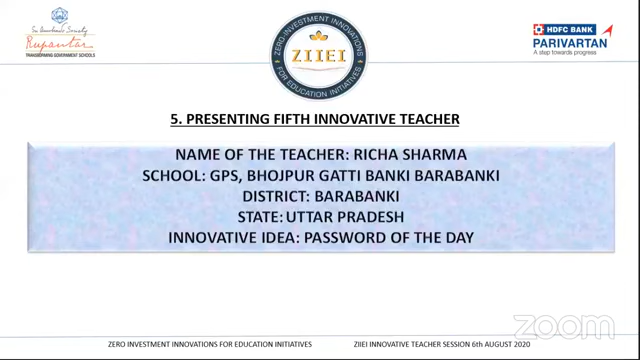 Sri Aurobindo Society
Rupantar
TRANSFORMING GOVERNMENT SCHOOLS
ZERO INVESTMENT INNOVATIONS
ZIIEI
FOR EDUCATION INITIATIVES
HDFC BANK
PARIVARTAN
A step towards progress
5. PRESENTING FIFTH INNOVATIVE TEACHER
NAME OF THE TEACHER: RICHA SHARMA
SCHOOL: GPS, BHOJPUR GATTI BANKI BARABANKI
DISTRICT: BARABANKI
STATE: UTTAR PRADESH
INNOVATIVE IDEA: PASSWORD OF THE DAY
zoom
ZERO INVESTMENT INNOVATIONS FOR EDUCATION INITIATIVES
ZIIEI INNOVATIVE TEACHER SESSION 6th AUGUST 2020